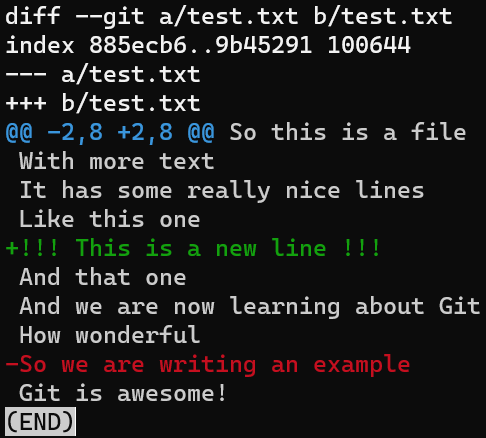 diff --git a/test.txt b/test.txt
index 885ecb6..9b45291 100644
--- a/test.txt
+++ b/test.txt
@@ -2,8 +2,8 @@ So this is a file
 With more text
 It has some really nice lines
 Like this one
+!!! This is a new line !!!
 And that one
 And we are now learning about Git
 How wonderful
-So we are writing an example
 Git is awesome!
(END)